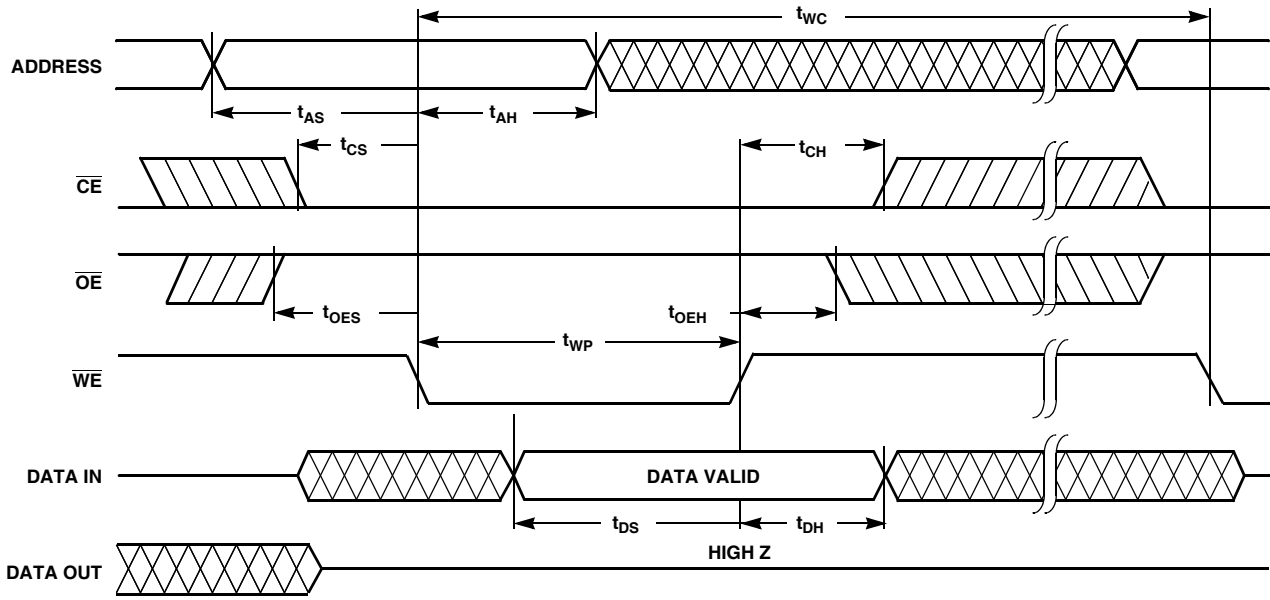 tWC
ADDRESS
tAS
tAH
tCS
tCH
CE
OE
tOES
tOEH
tWP
WE
DATA IN
DATA VALID
tDS
tDH
HIGH Z
DATA OUT